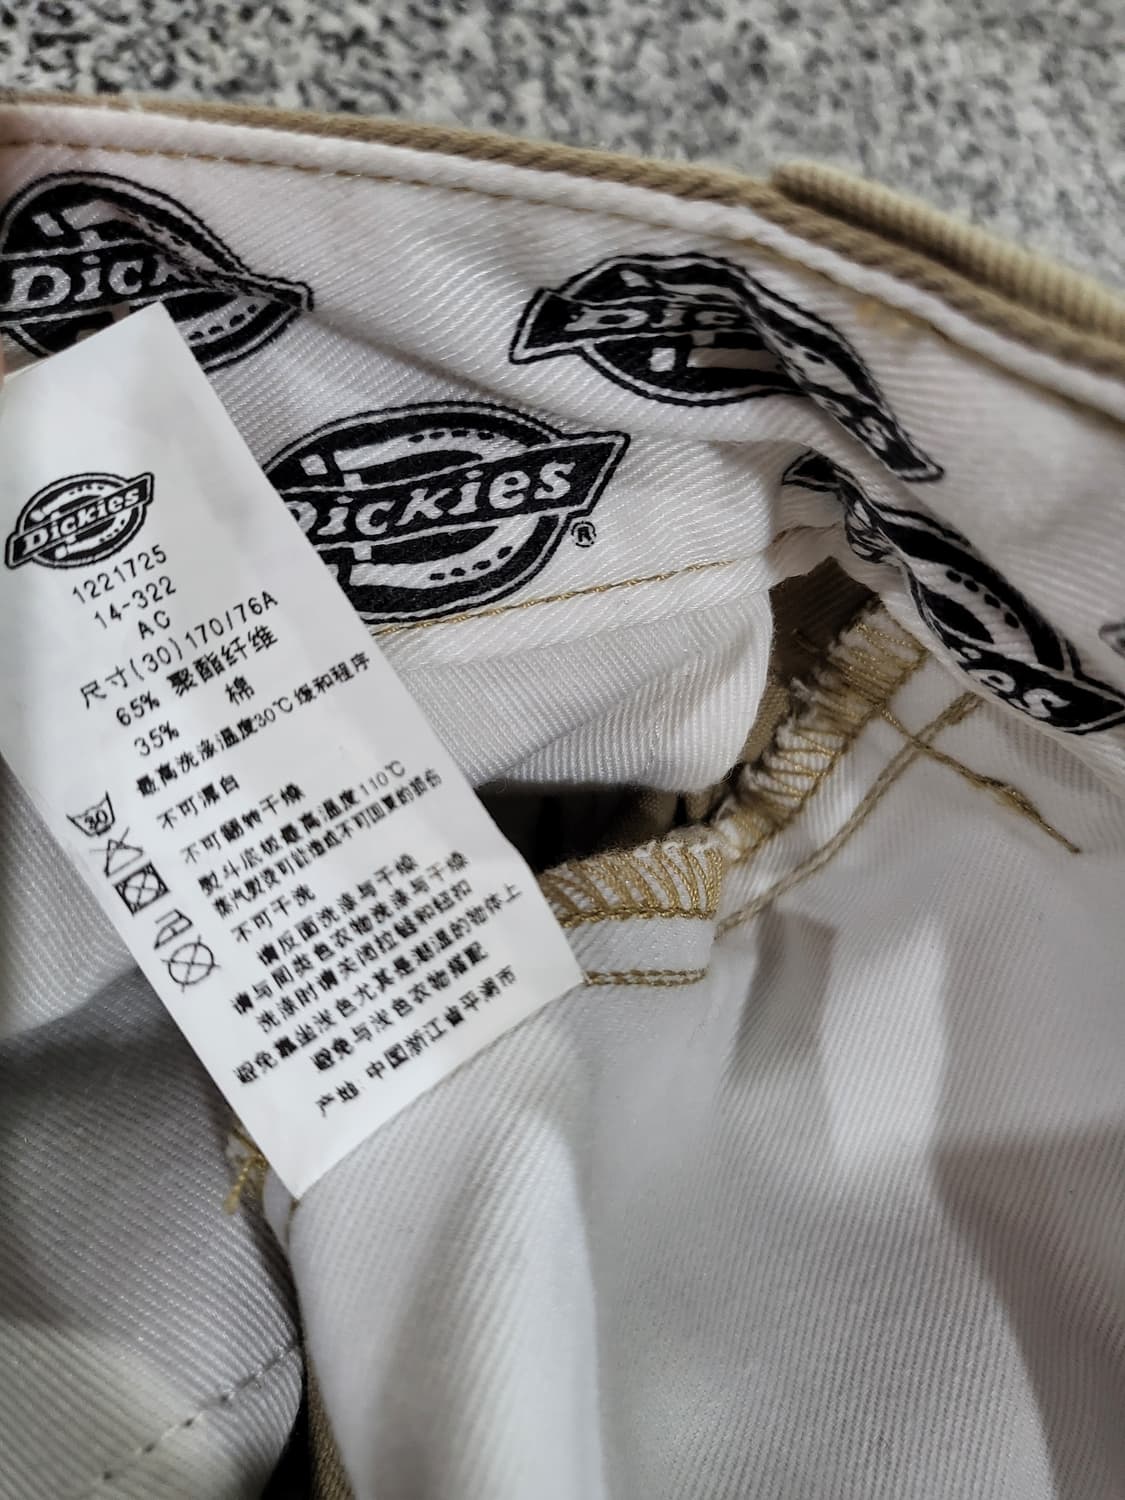 Dickies
Dickies
®
Dickies
1221725
14-322
AC
尺寸(30)170/76A
65% 聚酯纤维
35% 棉
最高洗涤温度30℃缓和程序
不可漂白
不可翻转干燥
熨斗底板最高温度110℃
蒸汽熨烫可能造成不可回复的损伤
不可干洗
请反面洗涤与干燥
请与同类色衣物洗涤与干燥
洗涤时请关闭拉链和纽扣
避免靠坐浅色尤其是潮湿的物体上
避免与浅色衣物搭配
产地 中国浙江省平湖市
30